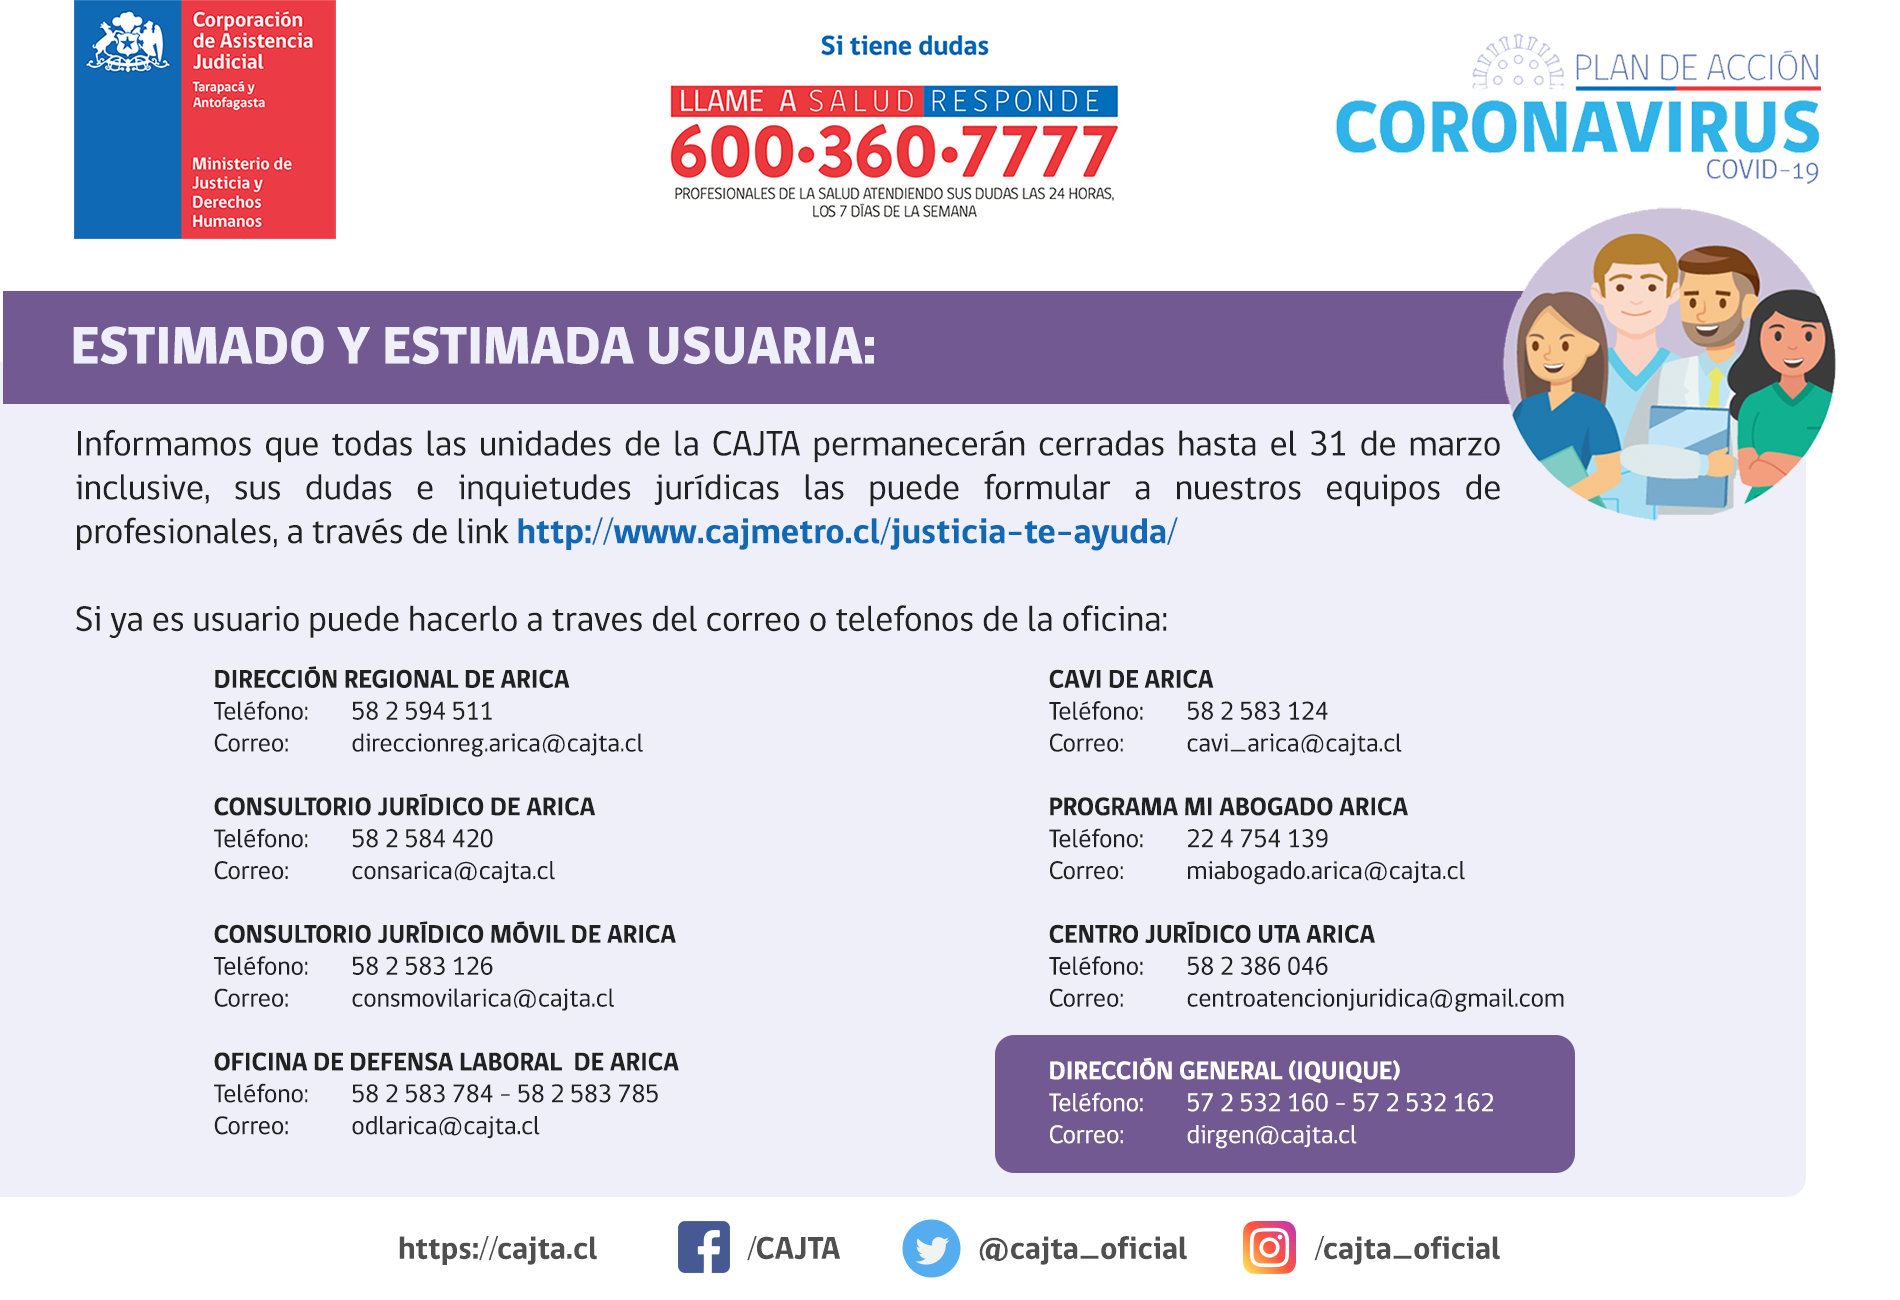 Corporación
de Asistencia
Judicial
Tarapacá y
Antofagasta
Ministerio de
Justicia y
Derechos
Humanos
Si tiene dudas
LLAME A SALUD RESPONDE
600•360•7777
PROFESIONALES DE LA SALUD ATENDIENDO SUS DUDAS LAS 24 HORAS,
LOS 7 DÍAS DE LA SEMANA
PLAN DE ACCIÓN
CORONAVIRUS
COVID-19
ESTIMADO Y ESTIMADA USUARIA:
Informamos que todas las unidades de la CAJTA permanecerán cerradas hasta el 31 de marzo
inclusive, sus dudas e inquietudes jurídicas las puede formular a nuestros equipos de
profesionales, a través de link http://www.cajmetro.cl/justicia-te-ayuda/
Si ya es usuario puede hacerlo a traves del correo o telefonos de la oficina:
DIRECCIÓN REGIONAL DE ARICA
Teléfono: 58 2 594 511
Correo: direccionreg.arica@cajta.cl
CONSULTORIO JURÍDICO DE ARICA
Teléfono: 58 2 584 420
Correo: consarica@cajta.cl
CONSULTORIO JURÍDICO MÓVIL DE ARICA
Teléfono: 58 2 583 126
Correo: consmovilarica@cajta.cl
OFICINA DE DEFENSA LABORAL  DE ARICA
Teléfono: 58 2 583 784 - 58 2 583 785
Correo: odlarica@cajta.cl
CAVI DE ARICA
Teléfono: 58 2 583 124
Correo: cavi_arica@cajta.cl
PROGRAMA MI ABOGADO ARICA
Teléfono: 22 4 754 139
Correo: miabogado.arica@cajta.cl
CENTRO JURÍDICO UTA ARICA
Teléfono: 58 2 386 046
Correo: centroatencionjuridica@gmail.com
DIRECCIÓN GENERAL (IQUIQUE)
Teléfono: 57 2 532 160 - 57 2 532 162
Correo: dirgen@cajta.cl
https://cajta.cl
/CAJTA
@cajta_oficial
/cajta_oficial